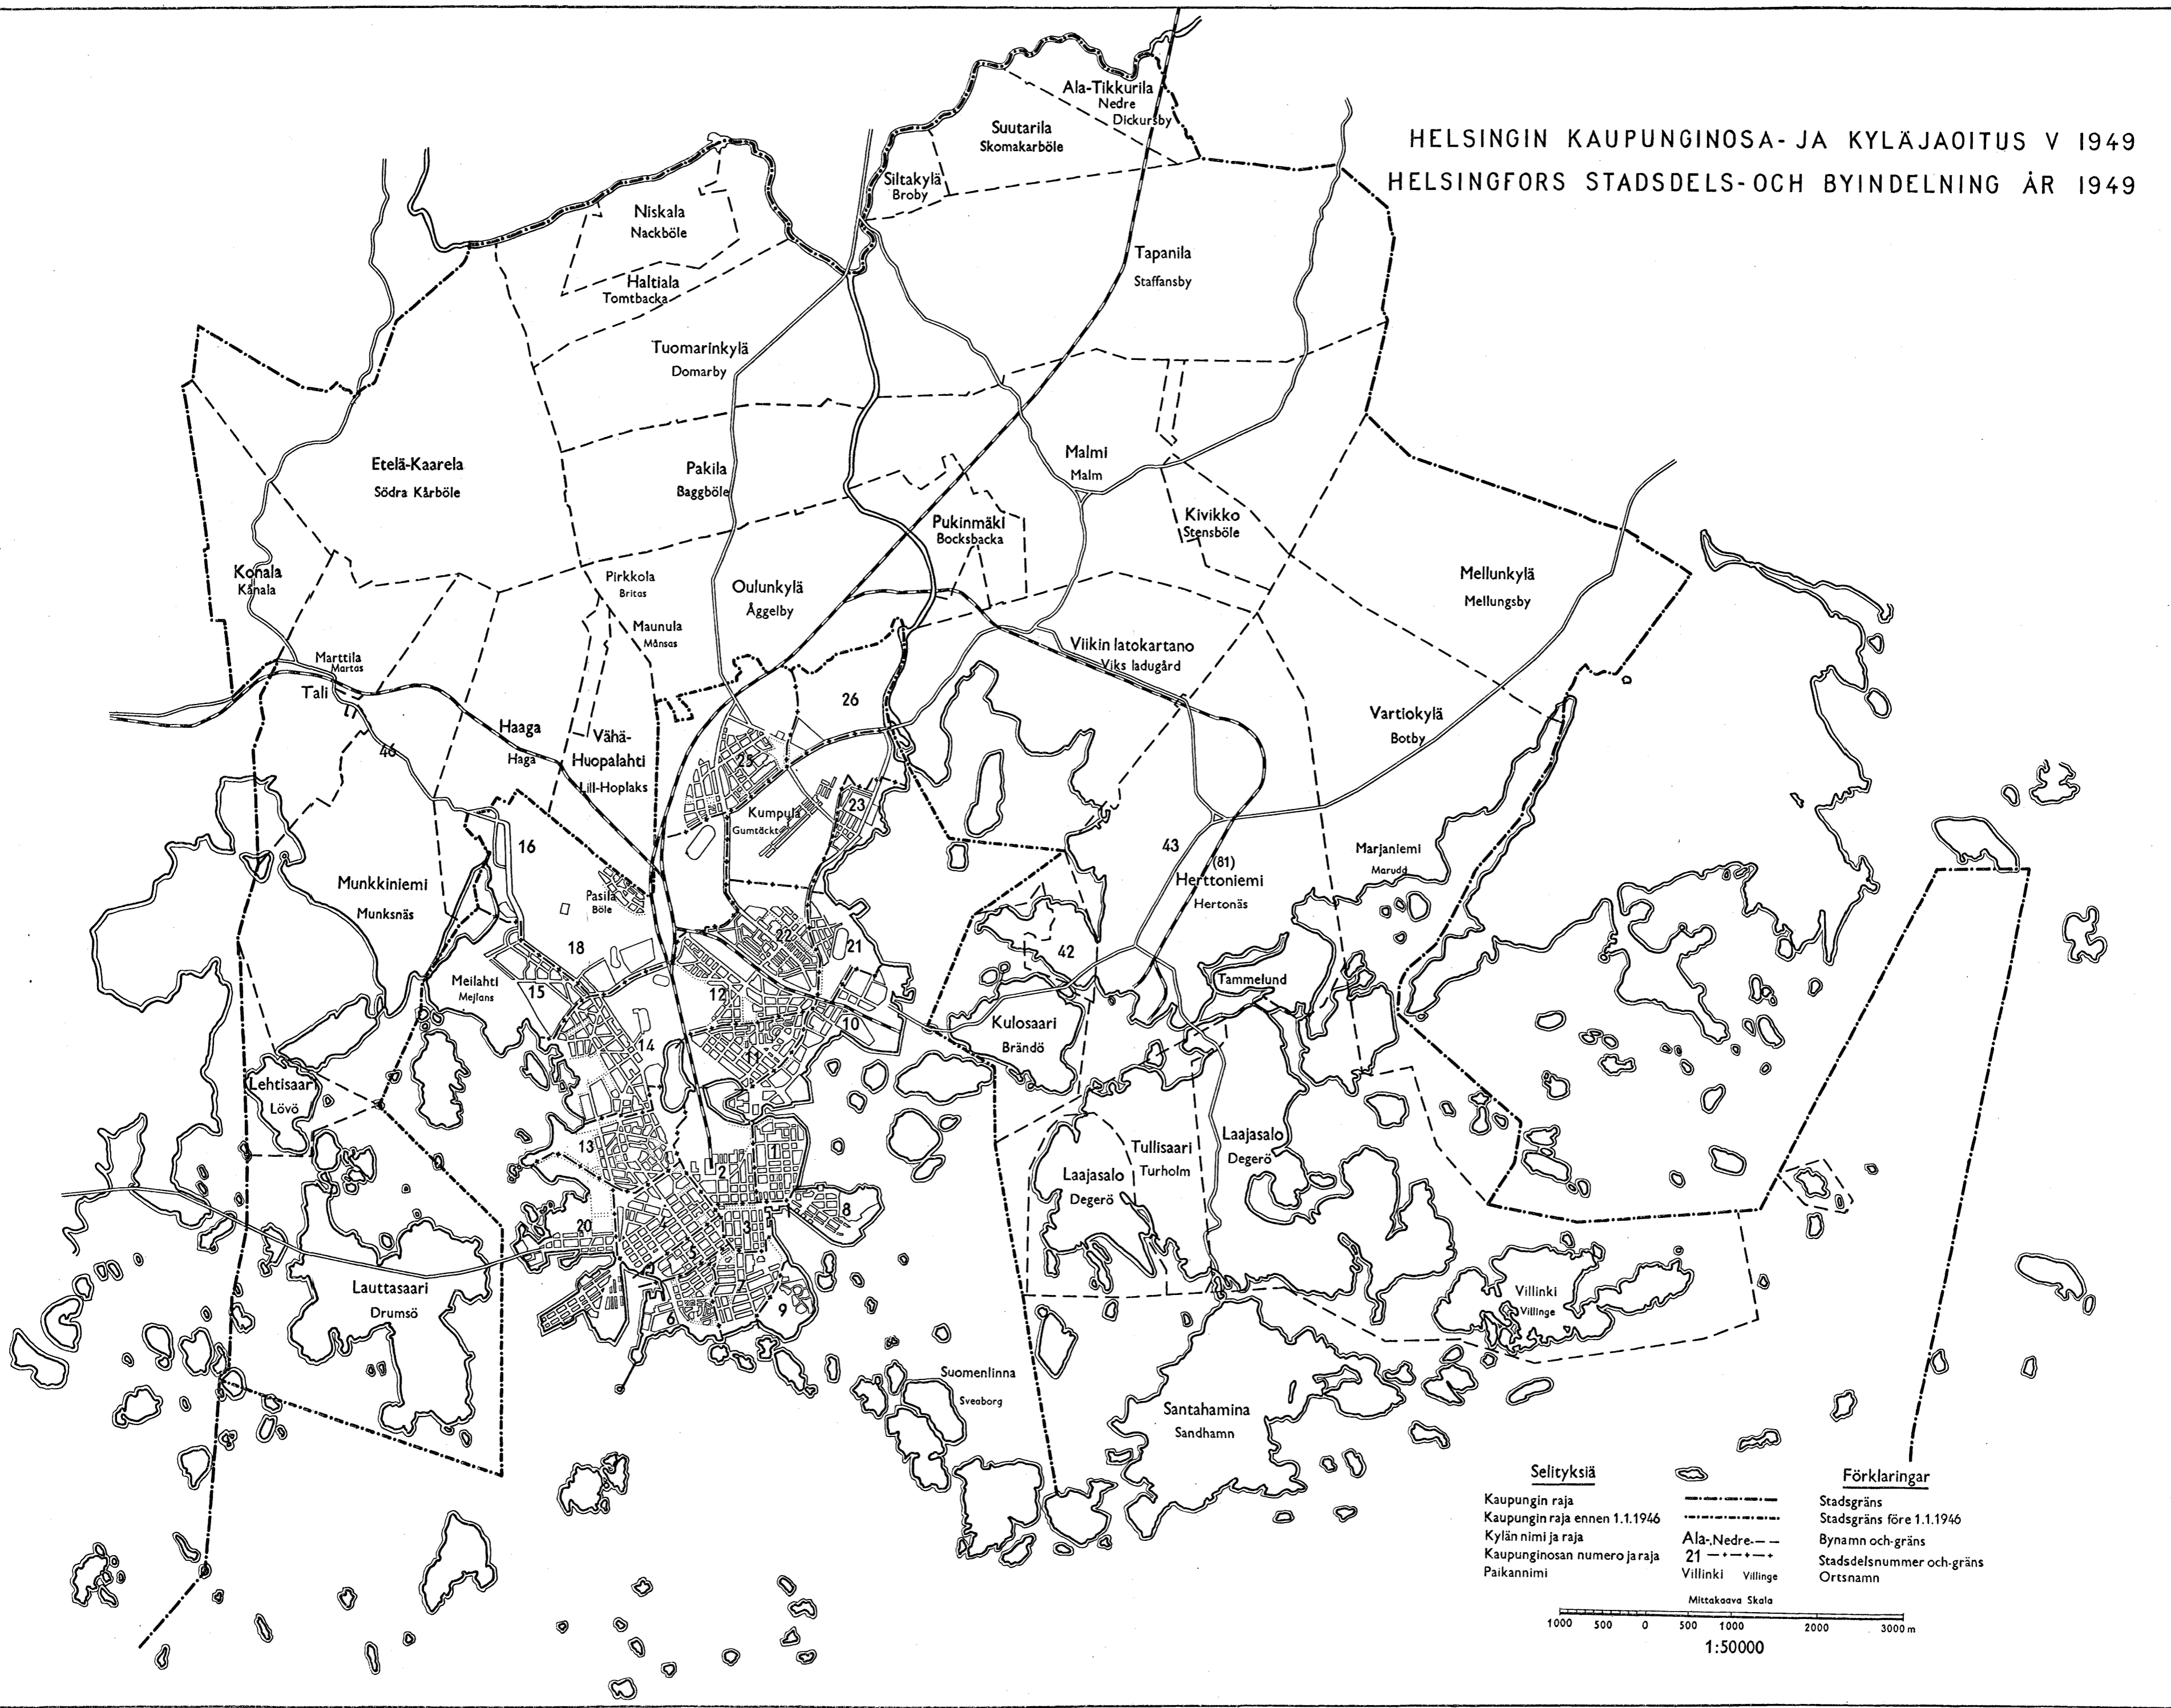 HELSINGIN KAUPUNGINOSA- JA KYLÄJAOITUS V 1949
HELSINGFORS STADSDELS- OCH BYINDELNING ÅR 1949
Ala-Tikkurila
Nedre
Dickursby
Suutarila
Skomakarböle
Siltakylä
Broby
Niskala
Nackböle
Haltiala
Tomtbacka
Tapanila
Staffansby
Tuomarinkylä
Domarby
Etelä-Kaarela
Södra Kårböle
Pakila
Baggböle
Malmi
Malm
Pukinmäki
Bocksbacka
Kivikko
Stensböle
Konala
Kånala
Pirkkola
Britas
Oulunkylä
Åggelby
Mellunkylä
Mellungsby
Maunula
Månsas
Marttila
Martas
Tali
Viikin latokartano
Viks ladugård
26
Haaga
Haga
46
Vähä-
Huopalahti
Lill-Hoplaks
Vartiokylä
Botby
25
Kumpula
Gumtäckt
23
16
43
(81)
Herttoniemi
Hertonäs
Marjaniemi
Marudd
Munkkiniemi
Munksnäs
Pasila
Böle
18
22
21
42
Meilahti
Mejlans
15
12
Tammelund
10
Kulosaari
Brändö
14
11
Lehtisaari
Lövö
13
1
2
Laajasalo
Degerö
Tullisaari
Turholm
Laajasalo
Degerö
8
20
3
5
Lauttasaari
Drumsö
7
6
9
Villinki
Villinge
Suomenlinna
Sveaborg
Santahamina
Sandhamn
Selityksiä
Förklaringar
Kaupungin raja Stadsgräns
Kaupungin raja ennen 1.1.1946 Stadsgräns före 1.1.1946
Kylän nimi ja raja Ala-,Nedre-–– Bynamn och-gräns
Kaupunginosan numero ja raja 21 Stadsdelsnummer och-gräns
Paikannimi Villinki Villinge Ortsnamn
Mittakaava Skala
1000 500 0 500 1000 2000 3000 m
1:50000